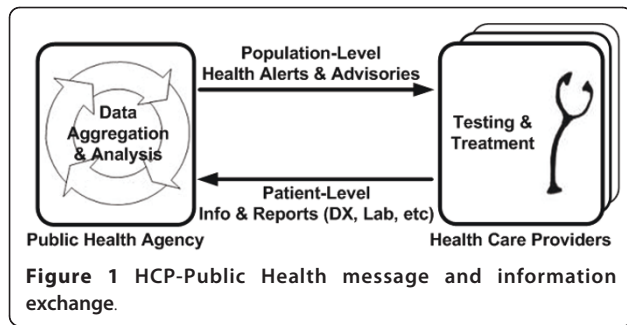 Population-Level
Health Alerts & Advisories
Data
Aggregation
& Analysis
Testing &
Treatment
Patient-Level
Info & Reports (DX, Lab, etc)
Public Health Agency
Health Care Providers
Figure 1 HCP-Public Health message and information
exchange.